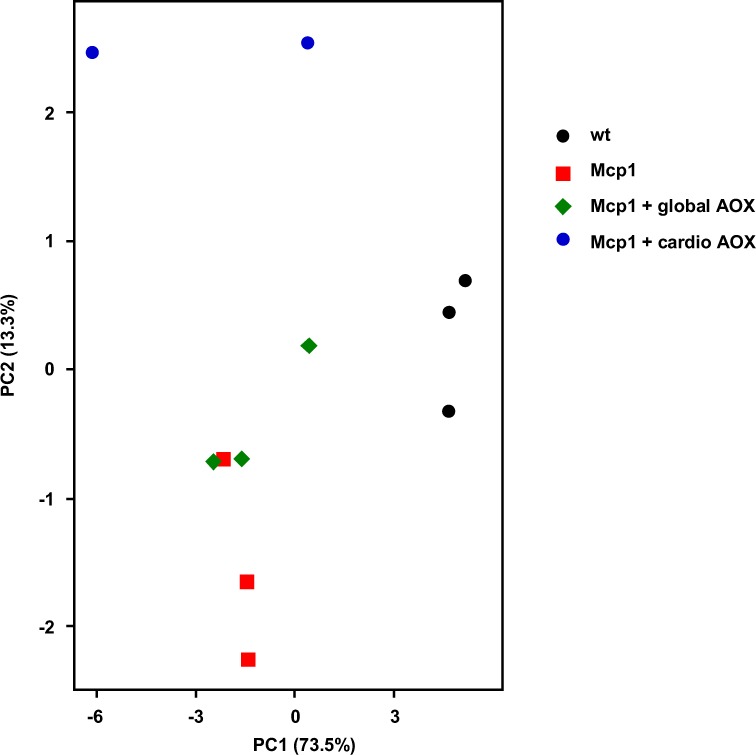 2
1
0
-1
-2
PC2 (13.3%)
-6
-3
0
3
PC1 (73.5%)
wt
Mcp1
Mcp1 + global AOX
Mcp1 + cardio AOX